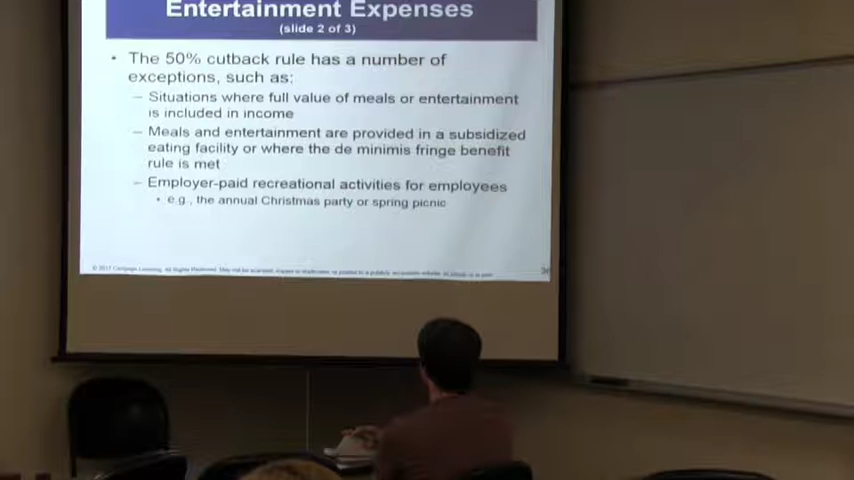 Entertainment Expenses
(slide 2 of 3)
• The 50% cutback rule has a number of
exceptions, such as:
– Situations where full value of meals or entertainment
is included in income
– Meals and entertainment are provided in a subsidized
eating facility or where the de minimis fringe benefit
rule is met
– Employer-paid recreational activities for employees
• e.g., the annual Christmas party or spring picnic